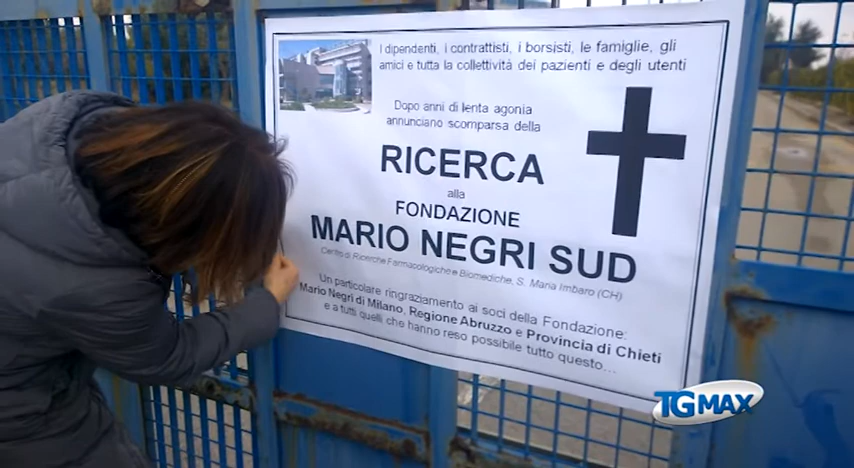 I dipendenti, i contrattisti, i borsisti, le famiglie, gli
amici e tutta la collettività dei pazienti e degli utenti
Dopo anni di lenta agonia
annunciano scomparsa della
RICERCA
alla
FONDAZIONE
MARIO NEGRI SUD
Centro di Ricerche Farmacologiche e Biomediche, S. Maria Imbaro (CH)
Un particolare ringraziamento ai soci della Fondazione:
Mario Negri di Milano, Regione Abruzzo e Provincia di Chieti
e a tutti quelli che hanno reso possibile tutto questo...
TGMAX